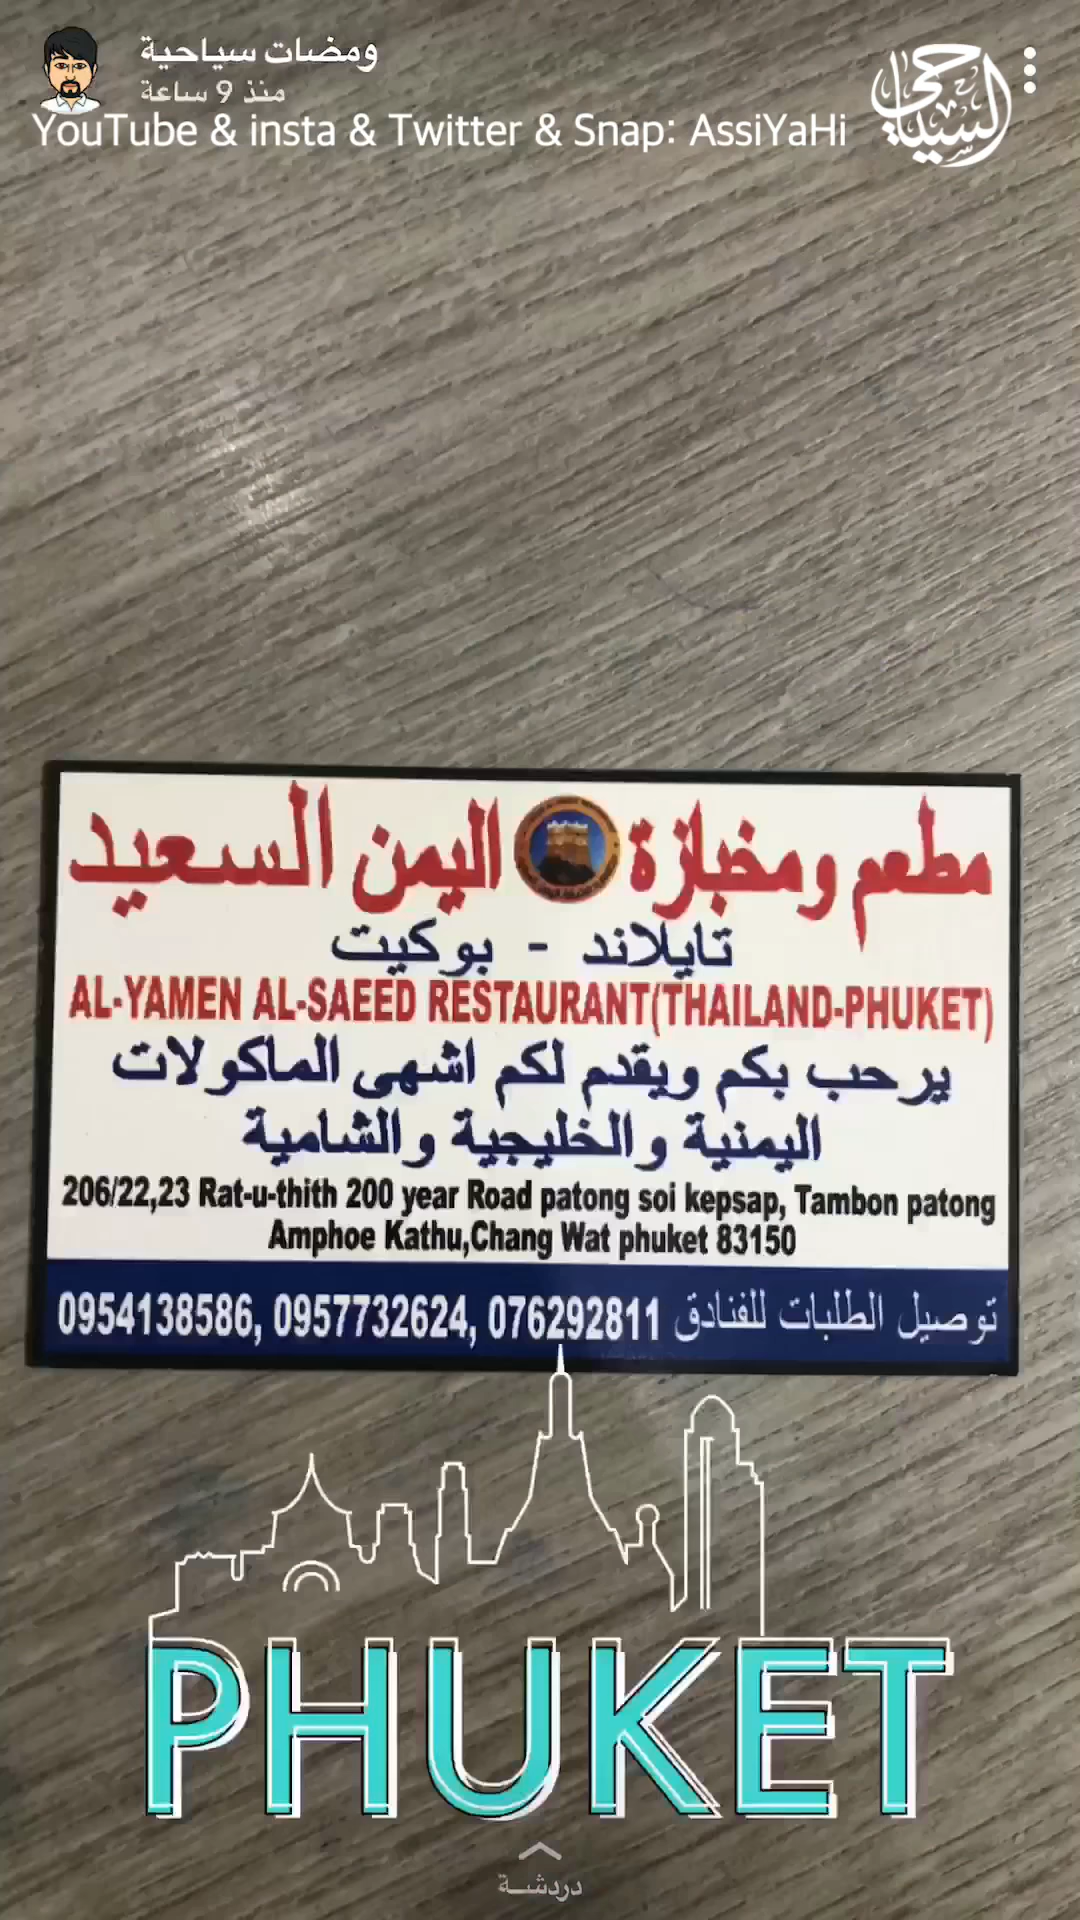 ومضات سياحية
منذ 9 ساعة
YouTube & insta & Twitter & Snap: AssiYaHi
السياحي
مطعم ومخبازة اليمن السعيد
تايلاند - بوكيت
AL-YAMEN AL-SAEED RESTAURANT(THAILAND-PHUKET)
يرحب بكم ويقدم لكم اشهى الماكولات
اليمنية والخليجية والشامية
206/22,23 Rat-u-thith 200 year Road patong soi kepsap, Tambon patong
Amphoe Kathu,Chang Wat phuket 83150
0954138586, 0957732624, 076292811 توصيل الطلبات للفنادق
PHUKET
دردشة